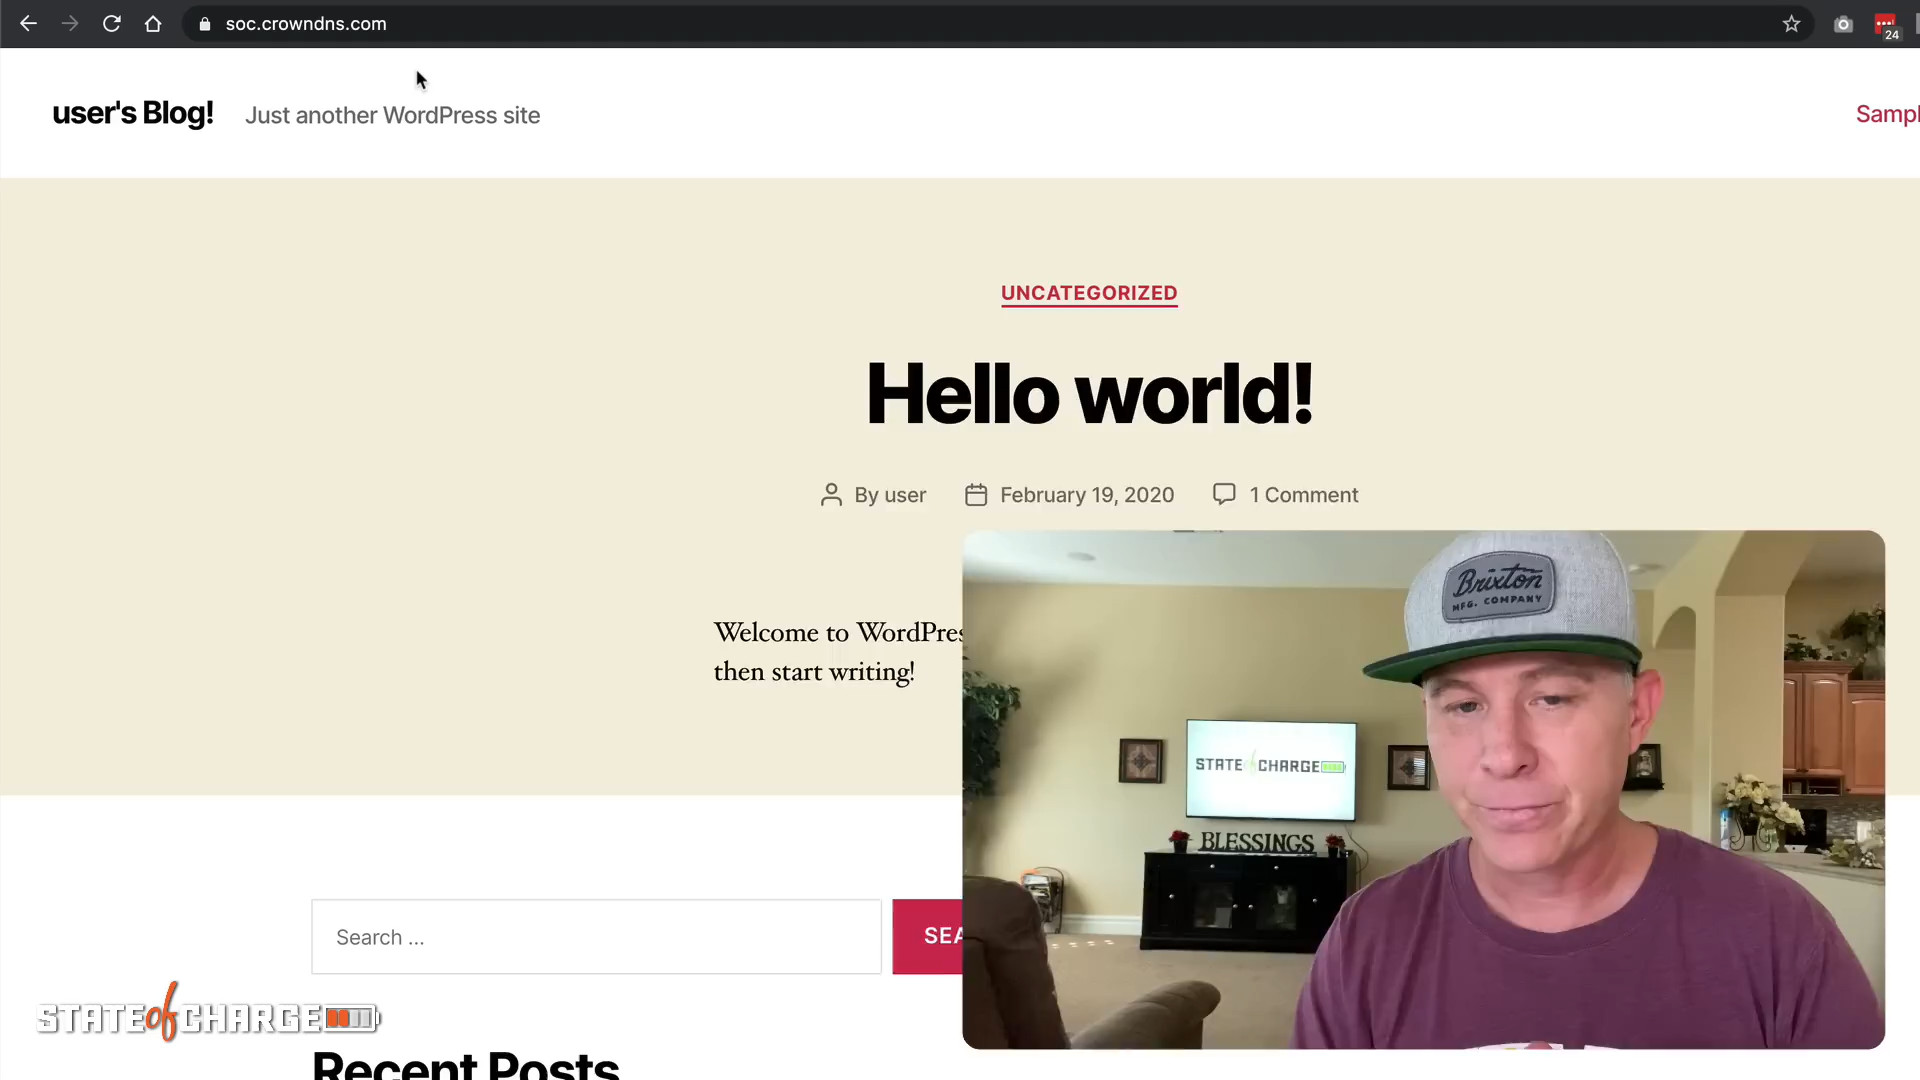 soc.crowndns.com
24
user's Blog!
Just another WordPress site
Sampl
UNCATEGORIZED
Hello world!
By user
February 19, 2020
1 Comment
Welcome to WordPres
then start writing!
Brixton
MFG. COMPANY
STATE of CHARGE
BLESSINGS
Search ...
SEA
STATE of CHARGE
Recent Posts